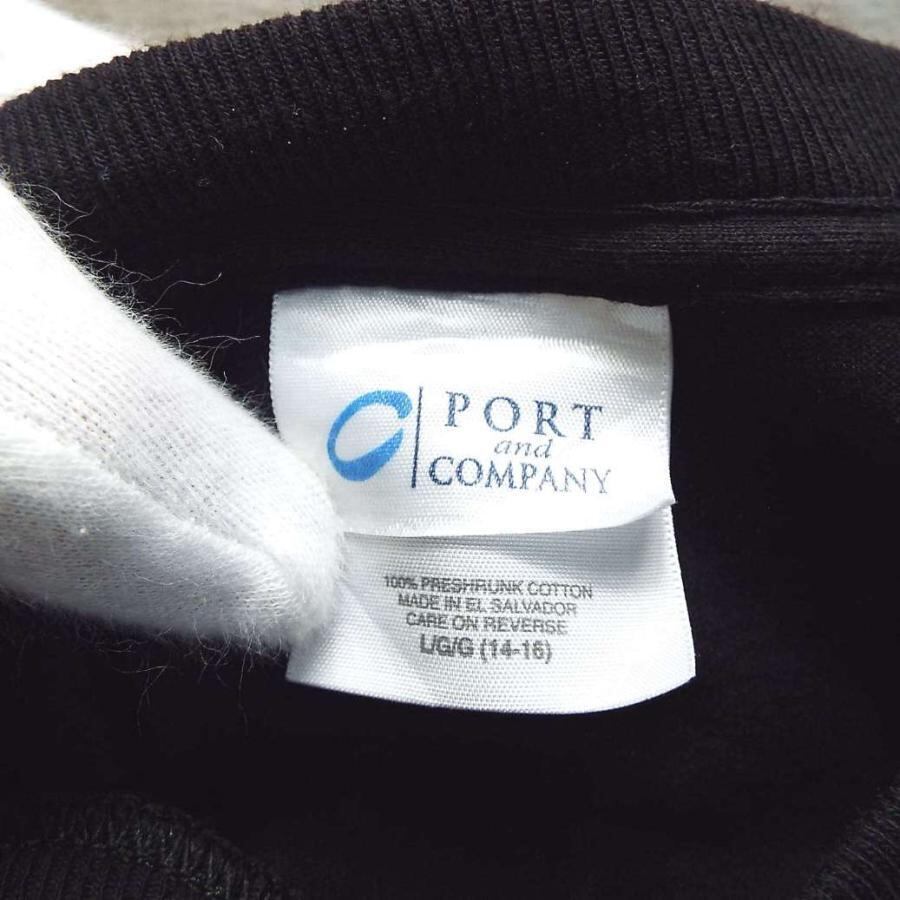 PORT
and
COMPANY
100% PRESHRUNK COTTON
MADE IN EL SALVADOR
CARE ON REVERSE
L/G/G (14-16)